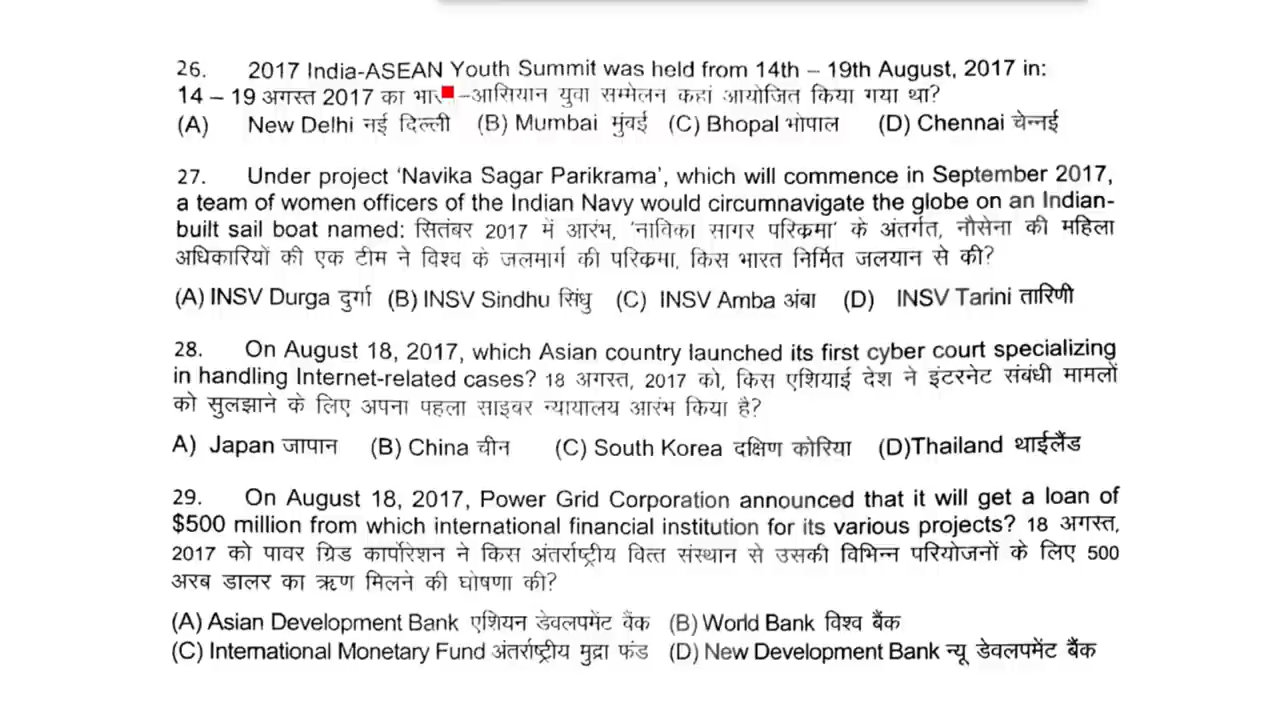 26. 2017 India-ASEAN Youth Summit was held from 14th – 19th August, 2017 in:
14 – 19 अगस्त 2017 का –आसियान युवा सम्मेलन कहां आयोजित किया गया था?
(A) New Delhi नई दिल्ली (B) Mumbai मुंबई (C) Bhopal भोपाल (D) Chennai चेन्नई
27. Under project ‘Navika Sagar Parikrama’, which will commence in September 2017,
a team of women officers of the Indian Navy would circumnavigate the globe on an Indian-
built sail boat named: सितंबर 2017 में आरंभ, ‘नाविका सागर परिक्रमा’ के अंतर्गत, नौसेना की महिला
अधिकारियों की एक टीम ने विश्व के जलमार्ग की परिक्रमा, किस भारत निर्मित जलयान से की?
(A) INSV Durga दुर्गा (B) INSV Sindhu सिंधु (C) INSV Amba अंबा (D) INSV Tarini तारिणी
28. On August 18, 2017, which Asian country launched its first cyber court specializing
in handling Internet-related cases? 18 अगस्त, 2017 को, किस एशियाई देश ने इंटरनेट संबंधी मामलों
को सुलझाने के लिए अपना पहला साइबर न्यायालय आरंभ किया है?
A) Japan जापान (B) China चीन (C) South Korea दक्षिण कोरिया (D)Thailand थाईलैंड
29. On August 18, 2017, Power Grid Corporation announced that it will get a loan of
$500 million from which international financial institution for its various projects? 18 अगस्त,
2017 को पावर ग्रिड कार्पोरेशन ने किस अंतर्राष्ट्रीय वित्त संस्थान से उसकी विभिन्न परियोजनों के लिए 500
अरब डालर का ऋण मिलने की घोषणा की?
(A) Asian Development Bank एशियन डेवलपमेंट बैंक (B) World Bank विश्व बैंक
(C) International Monetary Fund अंतर्राष्ट्रीय मुद्रा फंड (D) New Development Bank न्यू डेवलपमेंट बैंक